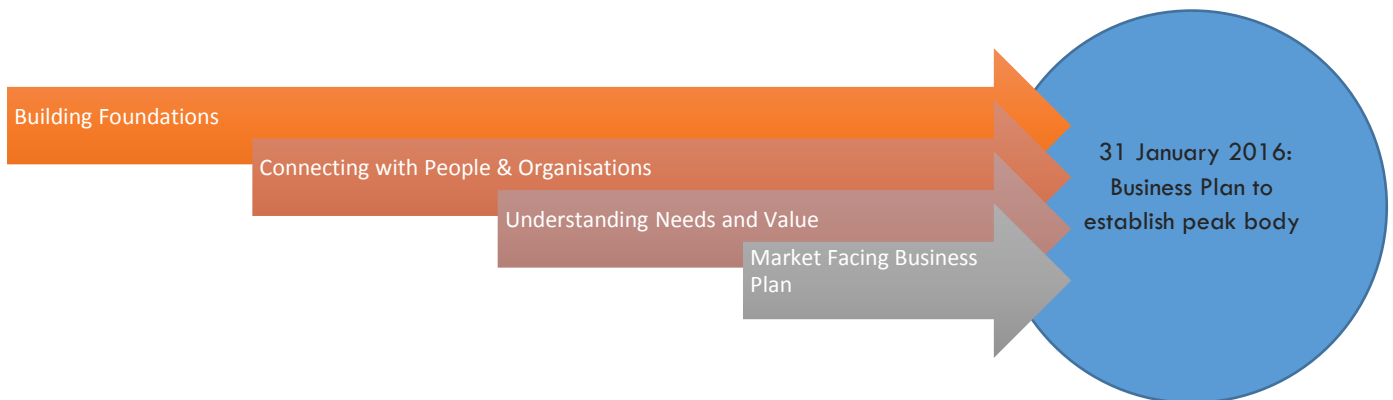 Building Foundations
Connecting with People & Organisations
Understanding Needs and Value
Market Facing Business
Plan
31 January 2016:
Business Plan to
establish peak body